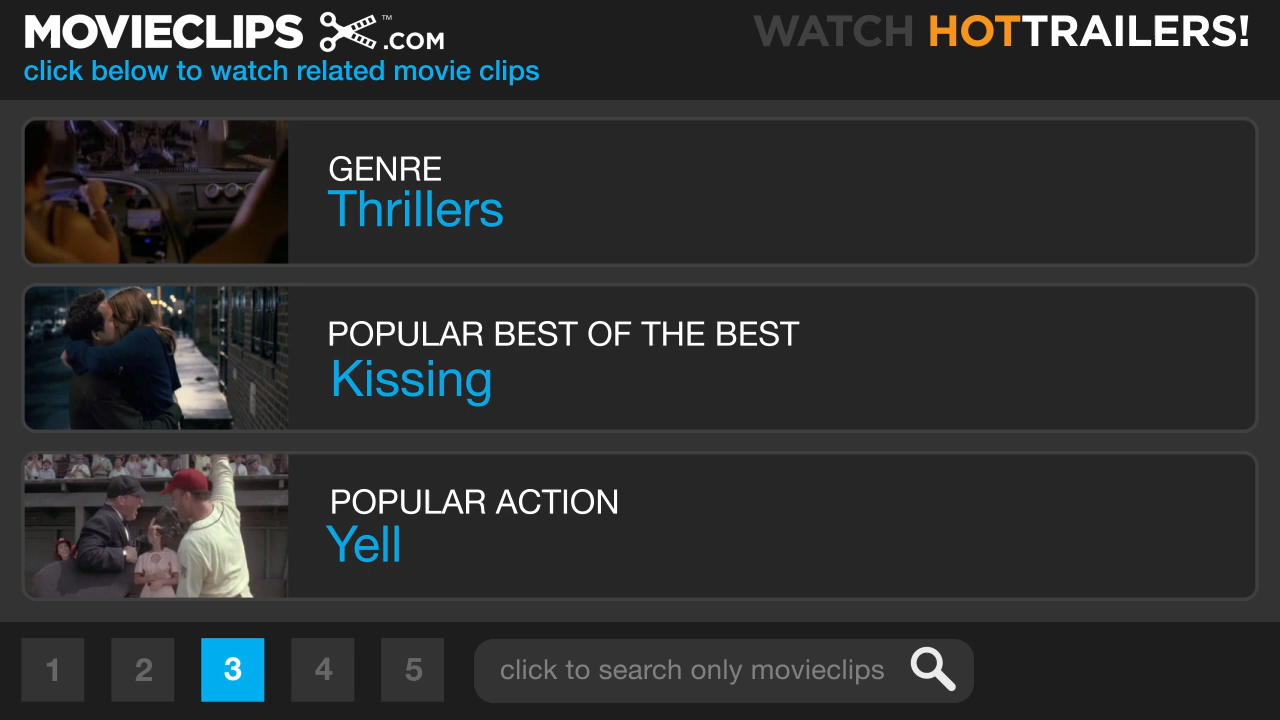 MOVIECLIPS ™ .COM WATCH HOTTRAILERS!
click below to watch related movie clips
GENRE
Thrillers
POPULAR BEST OF THE BEST
Kissing
POPULAR ACTION
Yell
1 2 3 4 5 click to search only movieclips